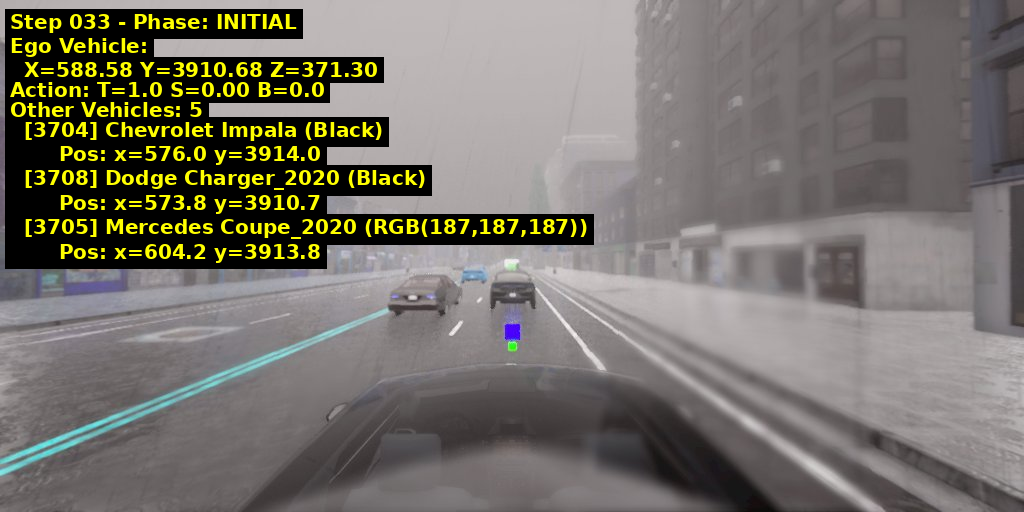 Step 033 - Phase: INITIAL
Ego Vehicle:
X=588.58 Y=3910.68 Z=371.30
Action: T=1.0 S=0.00 B=0.0
Other Vehicles: 5
[3704] Chevrolet Impala (Black)
Pos: x=576.0 y=3914.0
[3708] Dodge Charger_2020 (Black)
Pos: x=573.8 y=3910.7
[3705] Mercedes Coupe_2020 (RGB(187,187,187))
Pos: x=604.2 y=3913.8